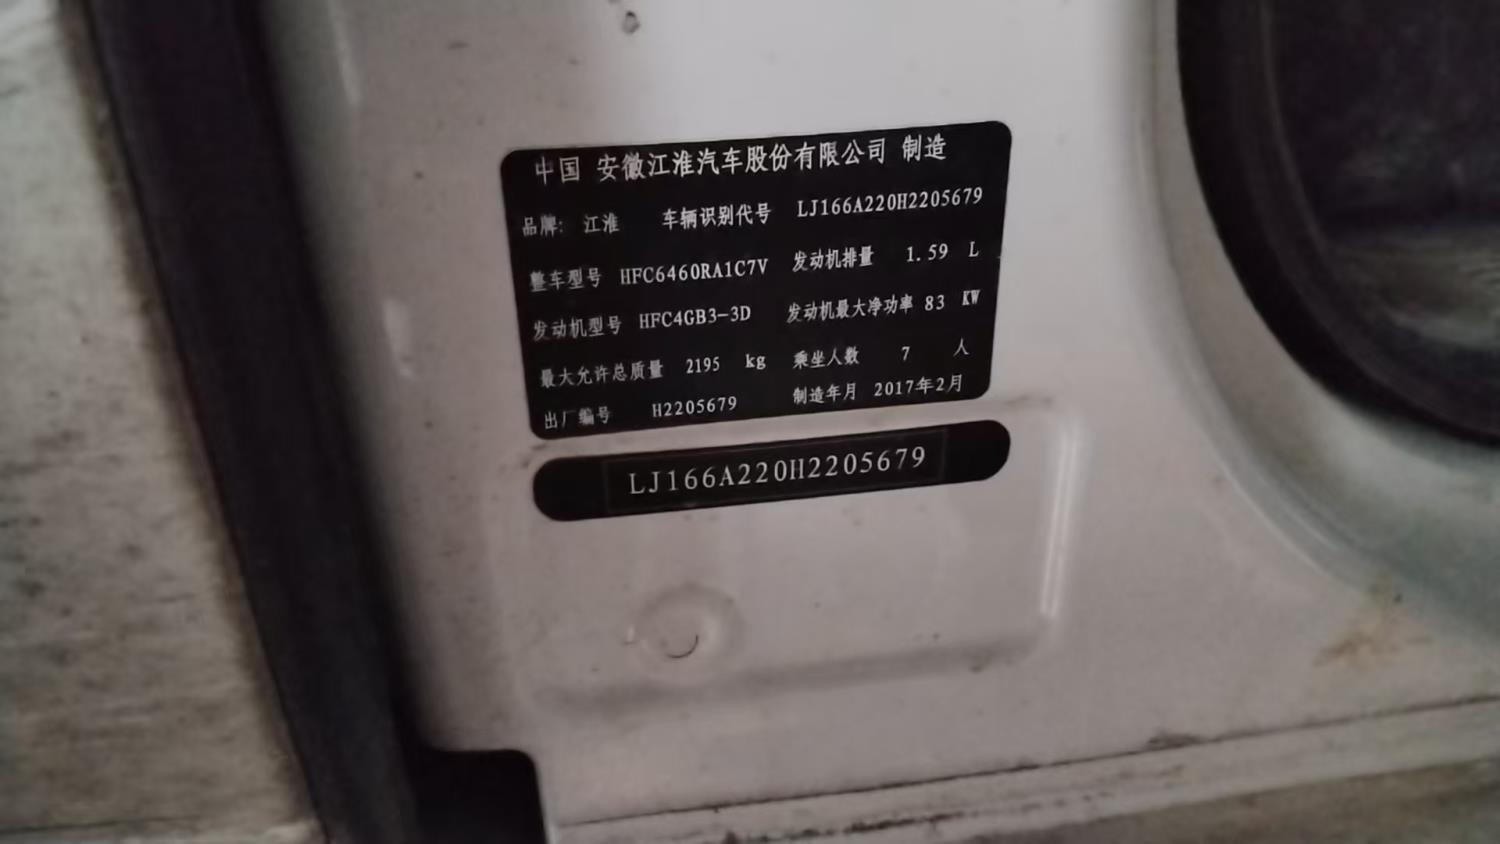 中国 安徽江淮汽车股份有限公司 制造
品牌: 江淮 车辆识别代号 LJ166A220H2205679
整车型号 HFC6460RA1C7V 发动机排量 1.59 L
发动机型号 HFC4GB3-3D 发动机最大净功率 83 KW
最大允许总质量 2195 kg 乘坐人数 7 人
出厂编号 H2205679 制造年月 2017年2月
LJ166A220H2205679